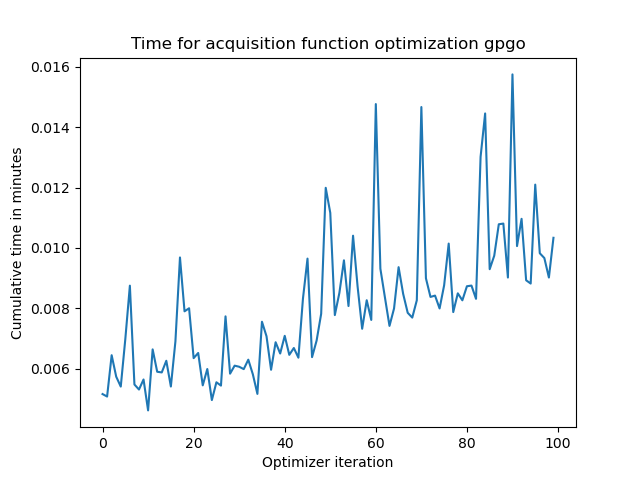 Time for acquisition function optimization gpgo
0.016
0.014
0.012
0.010
0.008
0.006
Cumulative time in minutes
0 20 40 60 80 100
Optimizer iteration